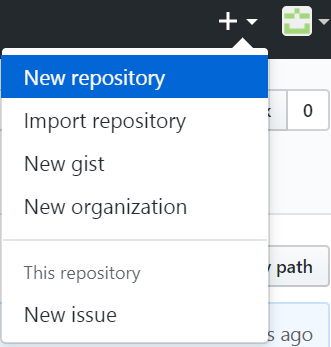 New repository
Import repository
0
New gist
New organization
path
This repository
New issue
ago